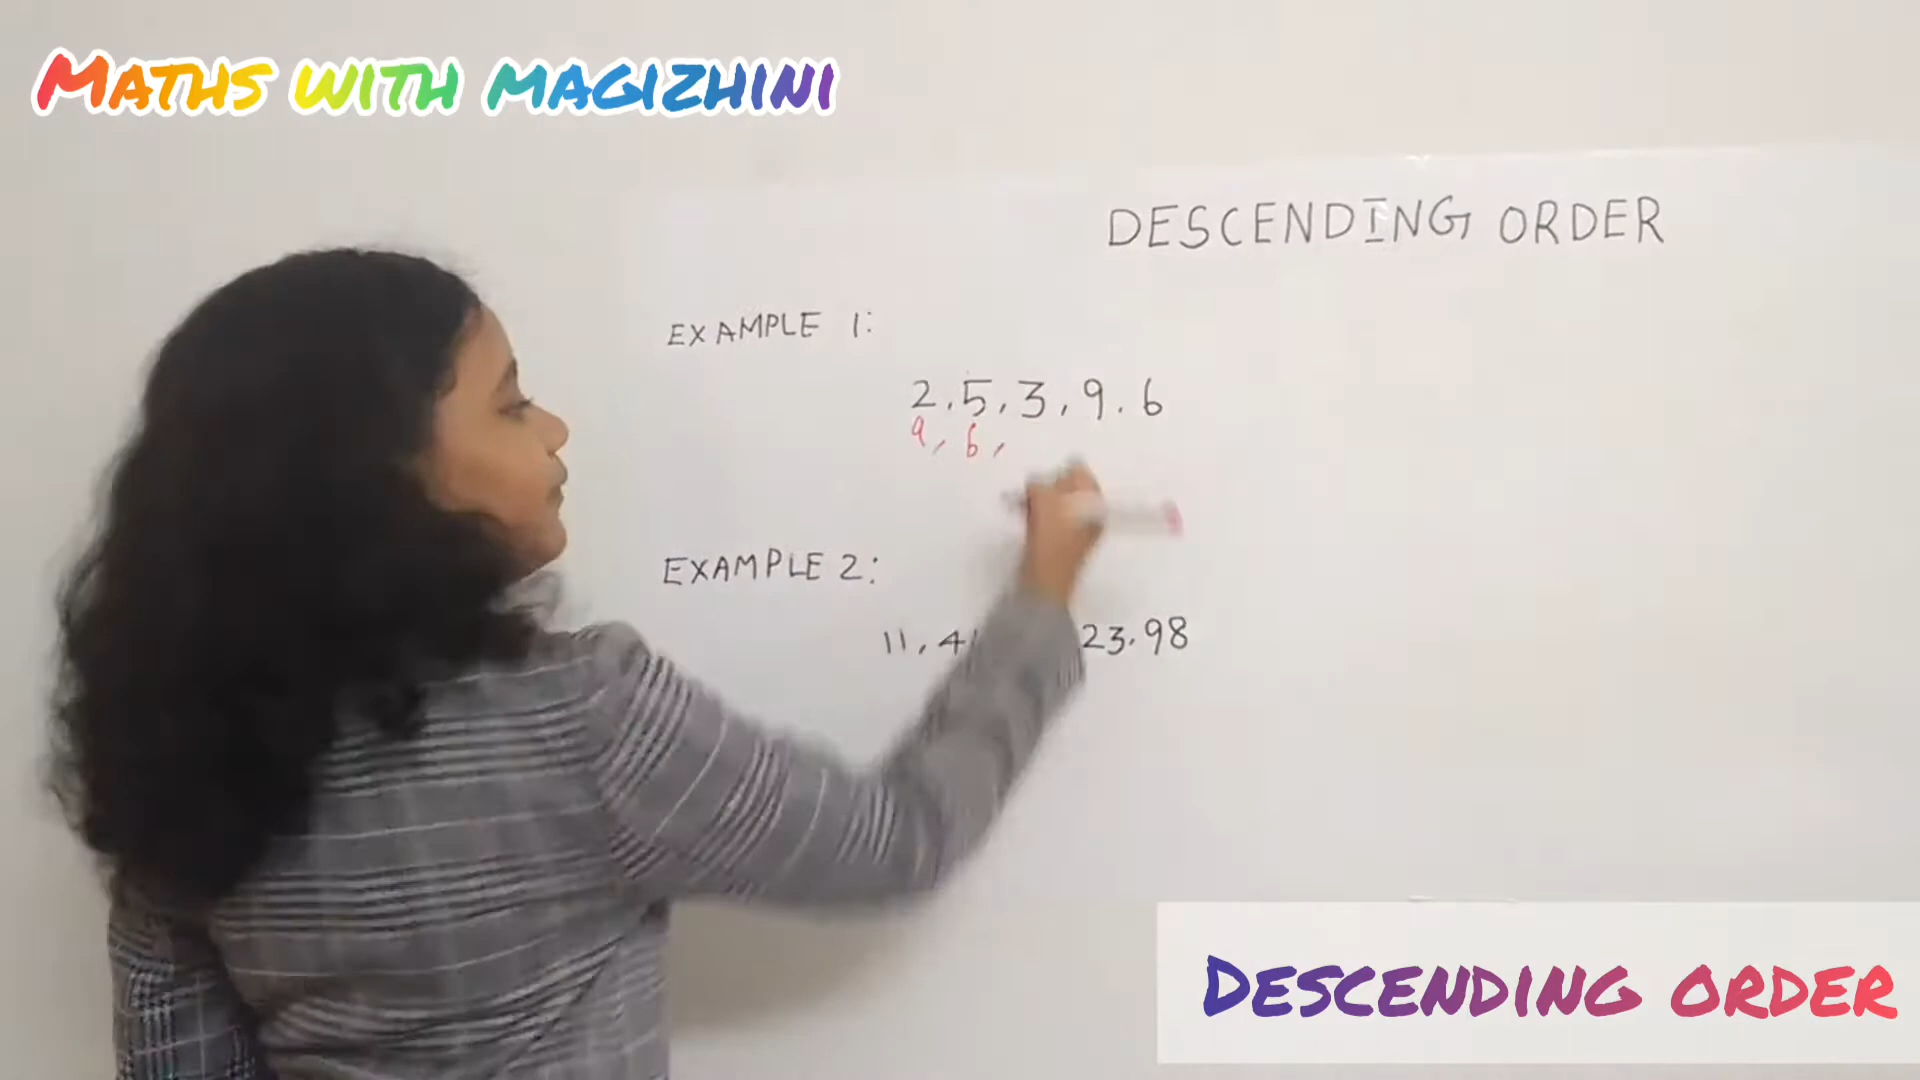 MATHS WITH MAGIZHINI
DESCENDING ORDER
EXAMPLE 1:
2, 5, 3, 9, 6
9, 6,
EXAMPLE 2:
11, 23, 98
DESCENDING ORDER